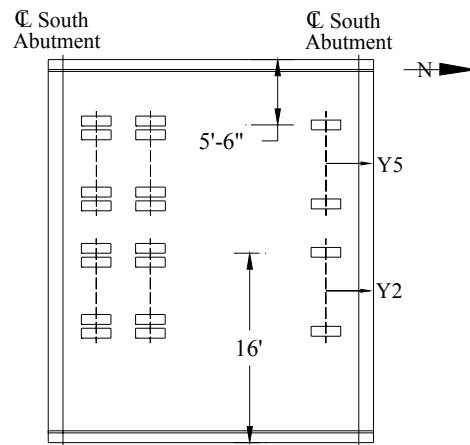 ℄ South
Abutment
℄ South
Abutment
N
5'-6"
Y5
Y2
16'